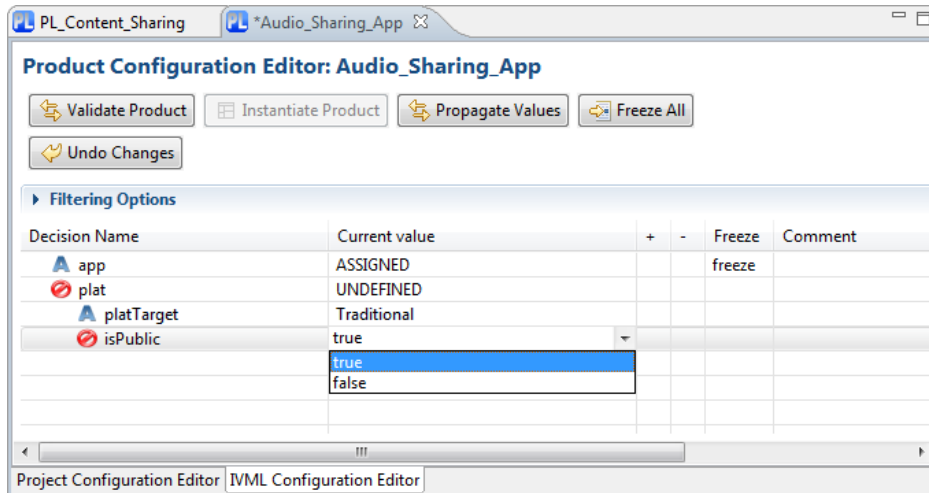 PL PL_Content_Sharing PL *Audio_Sharing_App
Product Configuration Editor: Audio_Sharing_App
Validate Product Instantiate Product Propagate Values Freeze All
Undo Changes
Filtering Options
Decision Name Current value + - Freeze Comment
A app ASSIGNED freeze
plat UNDEFINED
A platTarget Traditional
isPublic true
true
false
Project Configuration Editor IVML Configuration Editor